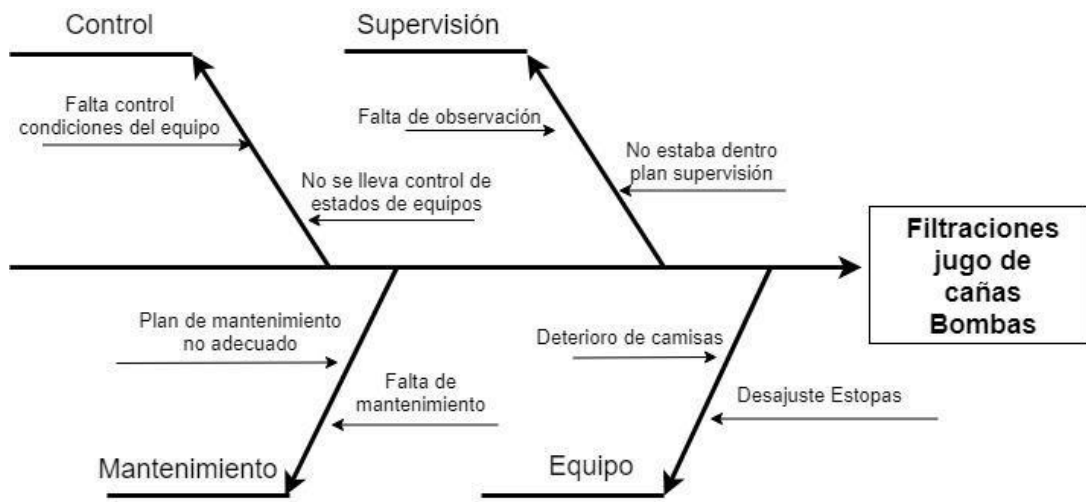 Control
Supervisión
Falta control
condiciones del equipo
Falta de observación
No se lleva control de
estados de equipos
No estaba dentro
plan supervisión
Filtraciones
jugo de
cañas
Bombas
Plan de mantenimiento
no adecuado
Falta de
mantenimiento
Deterioro de camisas
Desajuste Estopas
Mantenimiento
Equipo